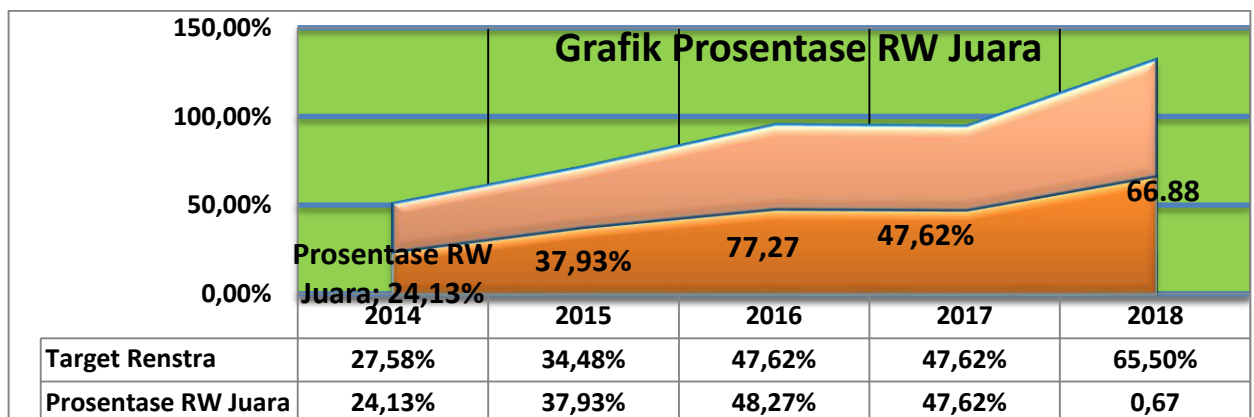 Grafik Prosentase RW Juara
150,00%
100,00%
50,00%
0,00%
Prosentase RW
Juara; 24,13%
37,93%
77,27
47,62%
66.88
2014 2015 2016 2017 2018
Target Renstra 27,58% 34,48% 47,62% 47,62% 65,50%
Prosentase RW Juara 24,13% 37,93% 48,27% 47,62% 0,67